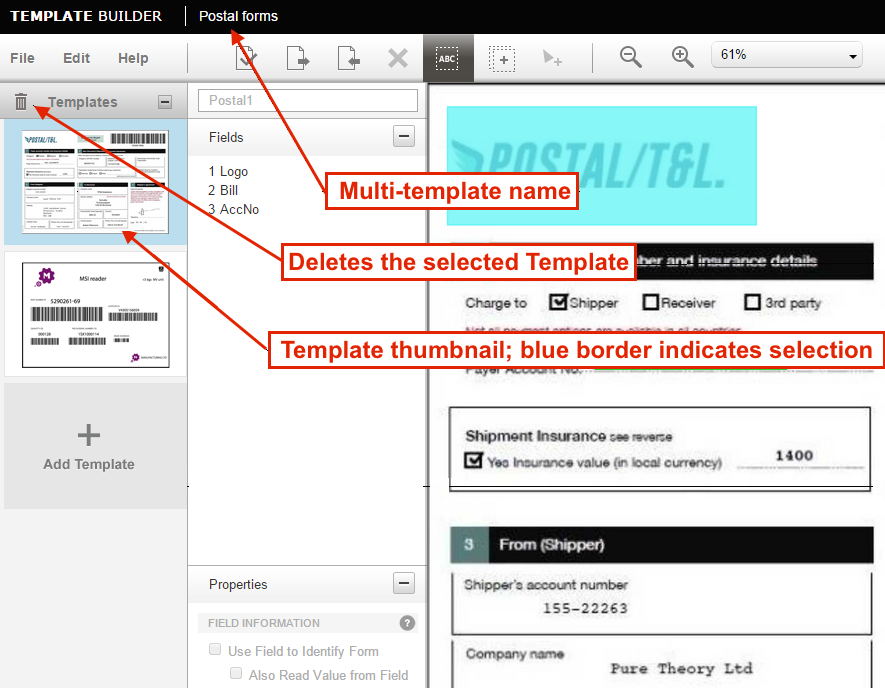 TEMPLATE BUILDER
Postal forms
File Edit Help
ABC
61%
Templates
Postal1
Fields
1 Logo
2 Bill
3 AccNo
POSTAL/T&L.
Multi-template name
POSTAL/T&L.
Deletes the selected Template
ber and insurance details
MSI reader
S290261-69
Charge to Shipper Receiver 3rd party
Not all payment options are available in all countries
Template thumbnail; blue border indicates selection
Payer Account No.
Add Template
Shipment Insurance see reverse
Yes Insurance value (in local currency) 1400
3 From (Shipper)
Properties
Shipper's account number
155-22263
FIELD INFORMATION ?
Use Field to Identify Form
Also Read Value from Field
Company name
Pure Theory Ltd